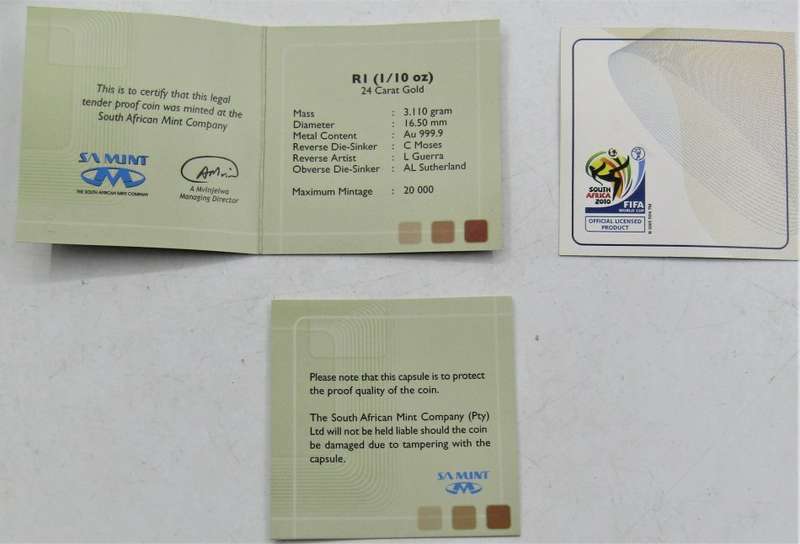 This is to certify that this legal
tender proof coin was minted at the
South African Mint Company
SA MINT
THE SOUTH AFRICAN MINT COMPANY
A Mvinjelwa
Managing Director
R1 (1/10 oz)
24 Carat Gold
Mass : 3.110 gram
Diameter : 16.50 mm
Metal Content : Au 999.9
Reverse Die-Sinker : C Moses
Reverse Artist : L Guerra
Obverse Die-Sinker : AL Sutherland
Maximum Mintage : 20 000
SOUTH
AFRICA
2010
FIFA
WORLD CUP
OFFICIAL LICENSED
PRODUCT
Please note that this capsule is to protect
the proof quality of the coin.
The South African Mint Company (Pty)
Ltd will not be held liable should the coin
be damaged due to tampering with the
capsule.
SA MINT